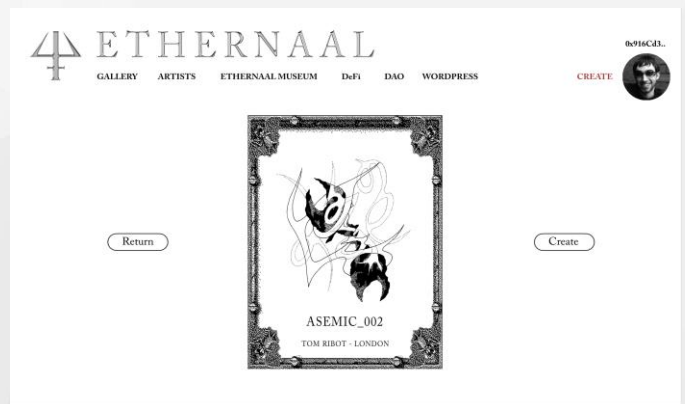 ETHERNAAL
0x916Cd3..
GALLERY ARTISTS ETHERNAAL MUSEUM DeFi DAO WORDPRESS CREATE
Return
Create
ASEMIC_002
TOM RIBOT - LONDON